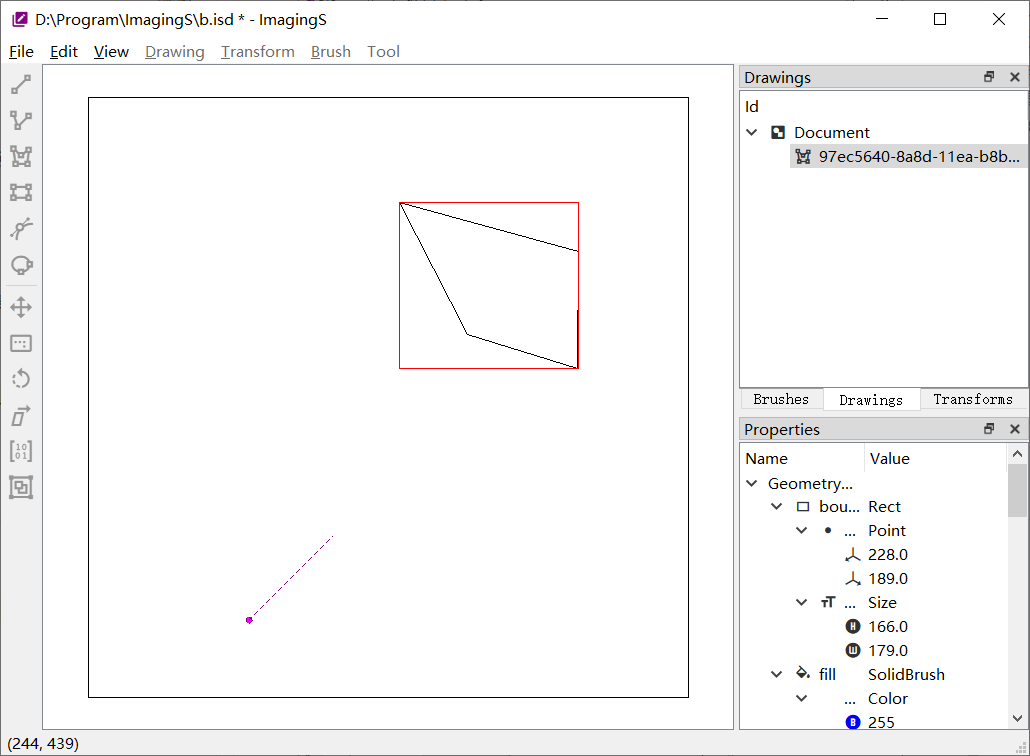 D:\Program\ImagingS\b.isd * - ImagingS
File Edit View Drawing Transform Brush Tool
Drawings
Id
Document
97ec5640-8a8d-11ea-b8b...
Brushes Drawings Transforms
Properties
Name Value
Geometry...
bou... Rect
... Point
228.0
189.0
... Size
H 166.0
W 179.0
fill SolidBrush
... Color
B 255
10
01
(244, 439)